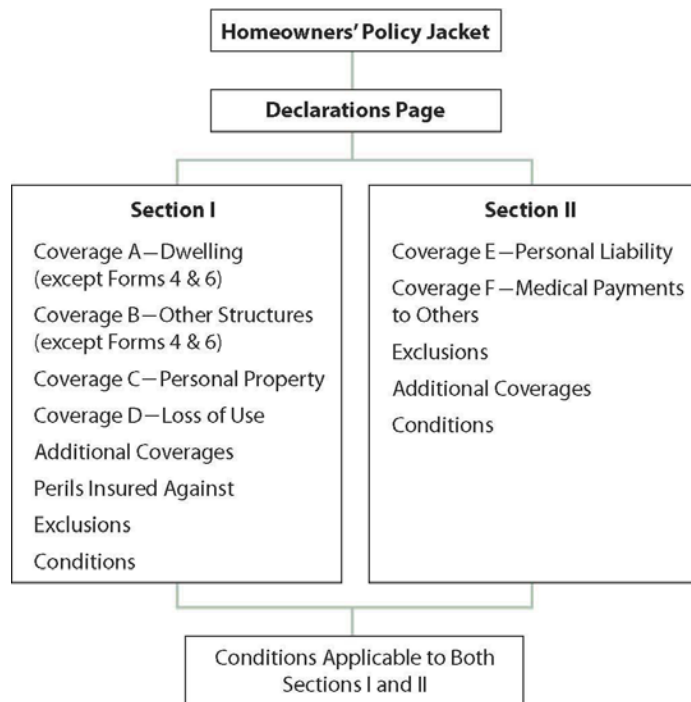 Homeowners' Policy Jacket
Declarations Page
Section I
Coverage A—Dwelling
(except Forms 4 & 6)
Coverage B—Other Structures
(except Forms 4 & 6)
Coverage C—Personal Property
Coverage D—Loss of Use
Additional Coverages
Perils Insured Against
Exclusions
Conditions
Section II
Coverage E—Personal Liability
Coverage F—Medical Payments
to Others
Exclusions
Additional Coverages
Conditions
Conditions Applicable to Both
Sections I and II